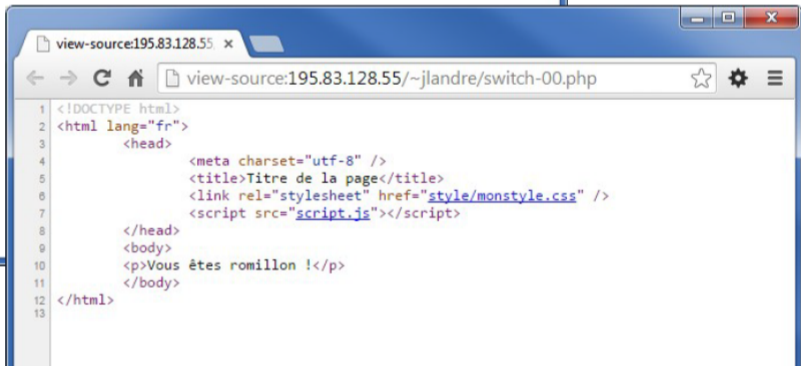 view-source:195.83.128.55
view-source:195.83.128.55/~jlandre/switch-00.php
1 <!DOCTYPE html>
2 <html lang="fr">
3 <head>
4 <meta charset="utf-8" />
5 <title>Titre de la page</title>
6 <link rel="stylesheet" href="style/monstyle.css" />
7 <script src="script.js"></script>
8 </head>
9 <body>
10 <p>Vous êtes romillon !</p>
11 </body>
12 </html>
13